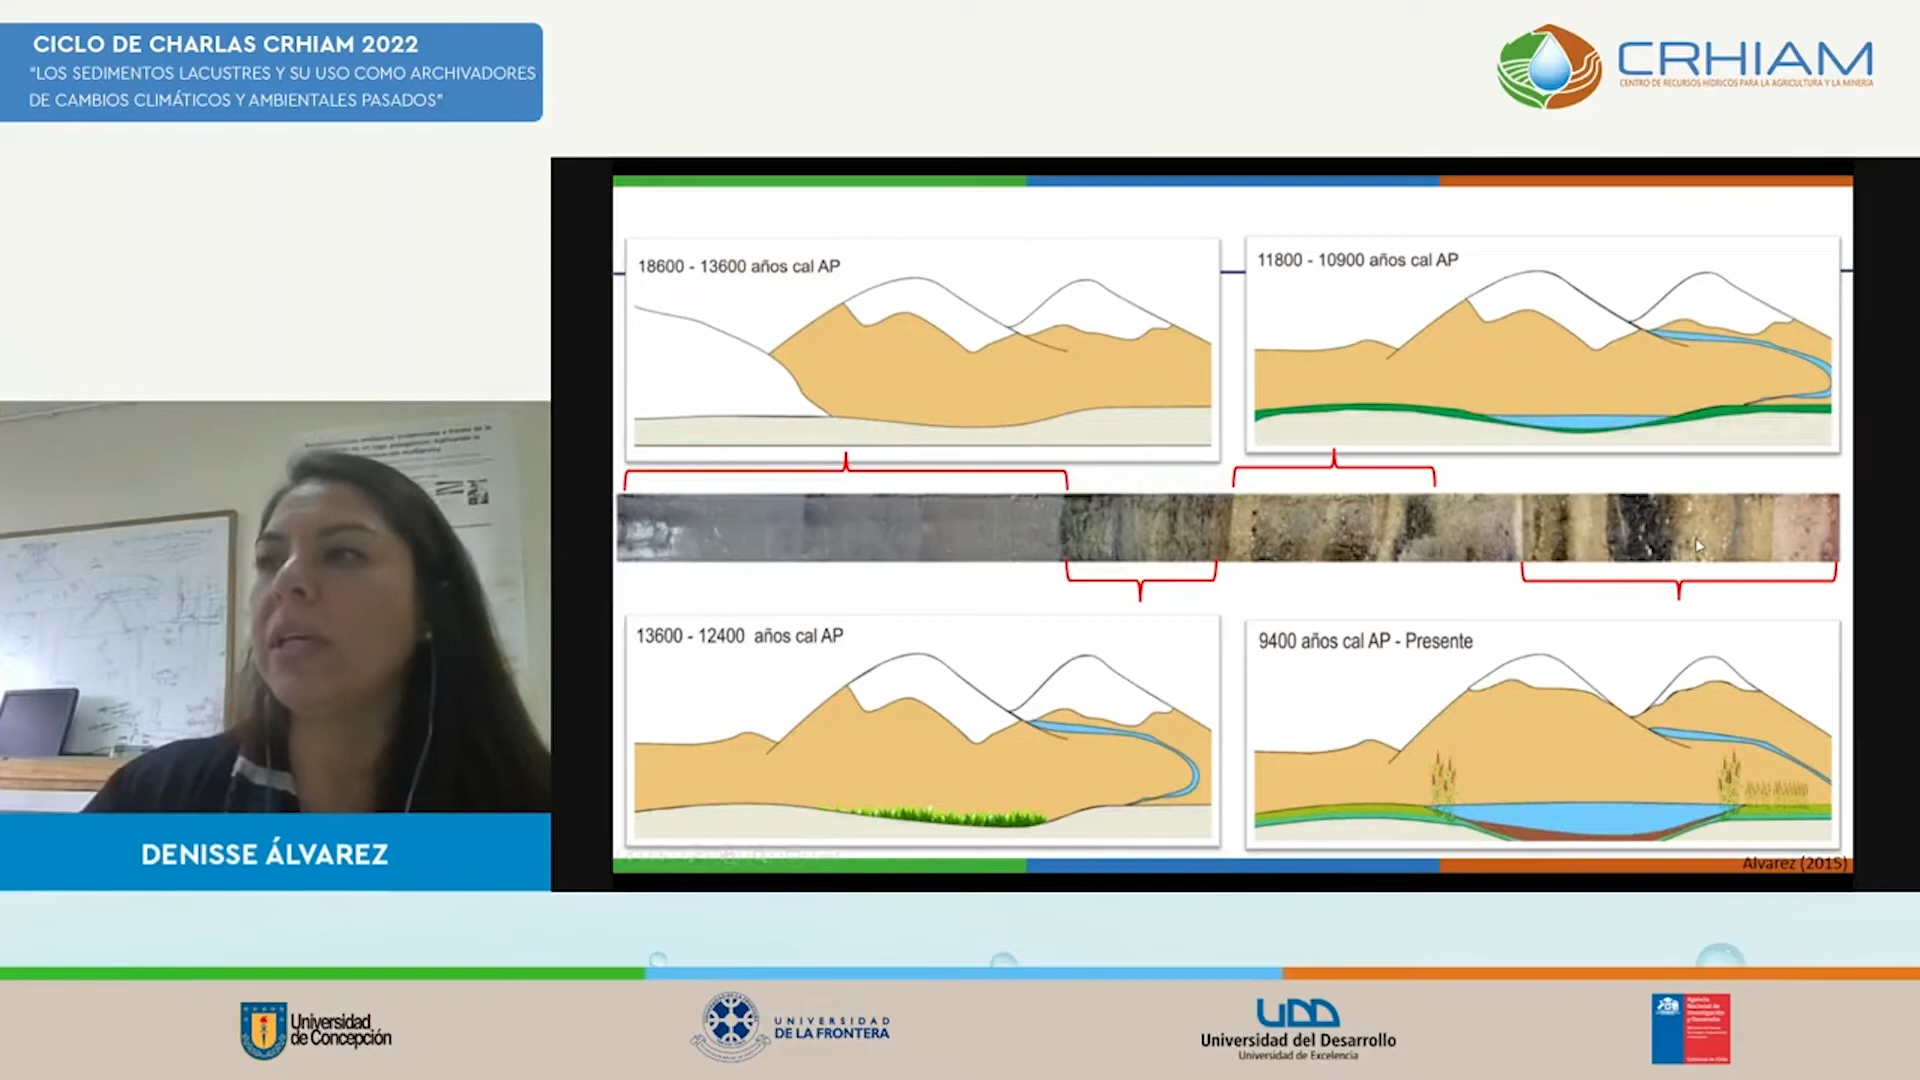 CICLO DE CHARLAS CRHIAM 2022
"LOS SEDIMENTOS LACUSTRES Y SU USO COMO ARCHIVADORES
DE CAMBIOS CLIMÁTICOS Y AMBIENTALES PASADOS"
CRHIAM
CENTRO DE RECURSOS HÍDRICOS PARA LA AGRICULTURA Y LA MINERÍA
18600 - 13600 años cal AP
11800 - 10900 años cal AP
13600 - 12400 años cal AP
9400 años cal AP - Presente
Alvarez (2015)
DENISSE ÁLVAREZ
Universidad
de Concepción
UNIVERSIDAD
DE LA FRONTERA
UDD
Universidad del Desarrollo
Universidad de Excelencia
Agencia
Nacional de
Investigación
y Desarrollo